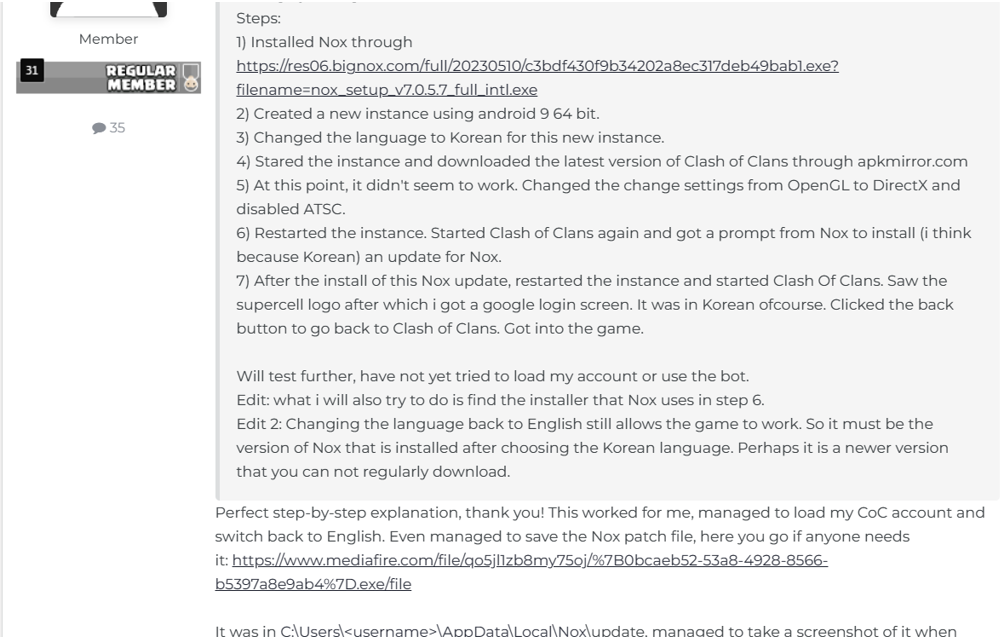 Steps:
Member
1) Installed Nox through
31 REGULAR
MEMBER
https://res06.bignox.com/full/20230510/c3bdf430f9b34202a8ec317deb49bab1.exe?
filename=nox_setup_v7.0.5.7_full_intl.exe
2) Created a new instance using android 9 64 bit.
35
3) Changed the language to Korean for this new instance.
4) Stared the instance and downloaded the latest version of Clash of Clans through apkmirror.com
5) At this point, it didn't seem to work. Changed the change settings from OpenGL to DirectX and
disabled ATSC.
6) Restarted the instance. Started Clash of Clans again and got a prompt from Nox to install (i think
because Korean) an update for Nox.
7) After the install of this Nox update, restarted the instance and started Clash Of Clans. Saw the
supercell logo after which i got a google login screen. It was in Korean ofcourse. Clicked the back
button to go back to Clash of Clans. Got into the game.
Will test further, have not yet tried to load my account or use the bot.
Edit: what i will also try to do is find the installer that Nox uses in step 6.
Edit 2: Changing the language back to English still allows the game to work. So it must be the
version of Nox that is installed after choosing the Korean language. Perhaps it is a newer version
that you can not regularly download.
Perfect step-by-step explanation, thank you! This worked for me, managed to load my CoC account and
switch back to English. Even managed to save the Nox patch file, here you go if anyone needs
it: https://www.mediafire.com/file/qo5jl1zb8my75oj/%7B0bcaeb52-53a8-4928-8566-
b5397a8e9ab4%7D.exe/file
It was in C:\Users\<username>\AppData\Local\Nox\update, managed to take a screenshot of it when